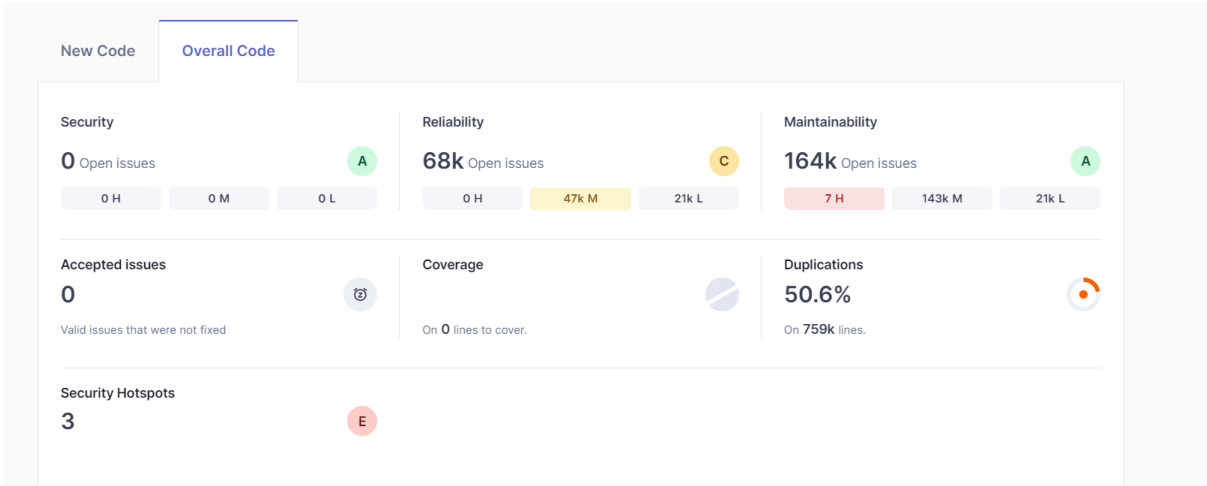 New Code
Overall Code
Security
0 Open issues
A
0 H
0 M
0 L
Reliability
68k Open issues
C
0 H
47k M
21k L
Maintainability
164k Open issues
A
7 H
143k M
21k L
Accepted issues
0
Valid issues that were not fixed
Coverage
On 0 lines to cover.
Duplications
50.6%
On 759k lines.
Security Hotspots
3
E